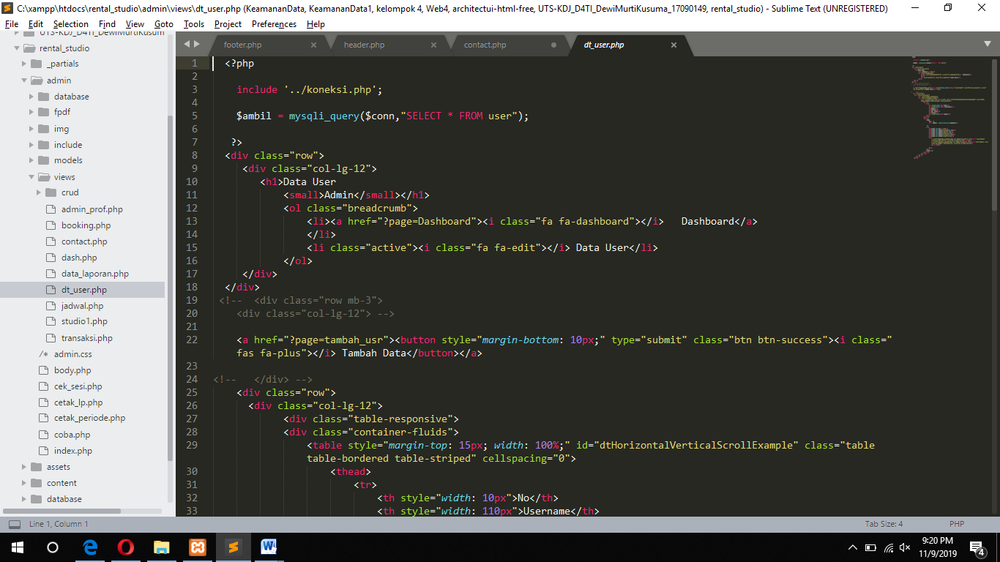 C:\xampp\htdocs\rental_studio\admin\views\dt_user.php (KeamananData, KeamananData1, kelompok 4, Web4, architectui-html-free, UTS-KDJ_D4TI_DewiMurtiKusuma_17090149, rental_studio) - Sublime Text (UNREGISTERED)
File Edit Selection Find View Goto Tools Project Preferences Help
UTS-KDJ_D4TI_DewiMurtiKusum
rental_studio
_partials
admin
database
fpdf
img
include
models
views
crud
admin_prof.php
booking.php
contact.php
dash.php
data_laporan.php
dt_user.php
jadwal.php
studio1.php
transaksi.php
/* admin.css
body.php
cek_sesi.php
cetak_lp.php
cetak_periode.php
coba.php
index.php
assets
content
database
footer.php header.php contact.php dt_user.php
1 <?php
2
3 include '../koneksi.php';
4
5 $ambil = mysqli_query($conn,"SELECT * FROM user");
6
7 ?>
8 <div class="row">
9 <div class="col-lg-12">
10 <h1>Data User
11 <small>Admin</small></h1>
12 <ol class="breadcrumb">
13 <li><a href="?page=Dashboard"><i class="fa fa-dashboard"></i> Dashboard</a>
14 </li>
15 <li class="active"><i class="fa fa-edit"></i> Data User</li>
16 </ol>
17 </div>
18 </div>
19 <!-- <div class="row mb-3">
20 <div class="col-lg-12"> -->
21
22 <a href="?page=tambah_usr"><button style="margin-bottom: 10px;" type="submit" class="btn btn-success"><i class="
fas fa-plus"></i> Tambah Data</button></a>
23
24 <!-- </div> -->
25 <div class="row">
26 <div class="col-lg-12">
27 <div class="table-responsive">
28 <div class="container-fluids">
29 <table style="margin-top: 15px; width: 100%;" id="dtHorizontalVerticalScrollExample" class="table
table-bordered table-striped" cellspacing="0">
30 <thead>
31 <tr>
32 <th style="width: 10px">No</th>
33 <th style="width: 110px">Username</th>
Line 1, Column 1 Tab Size: 4 PHP
9:20 PM
11/9/2019
4